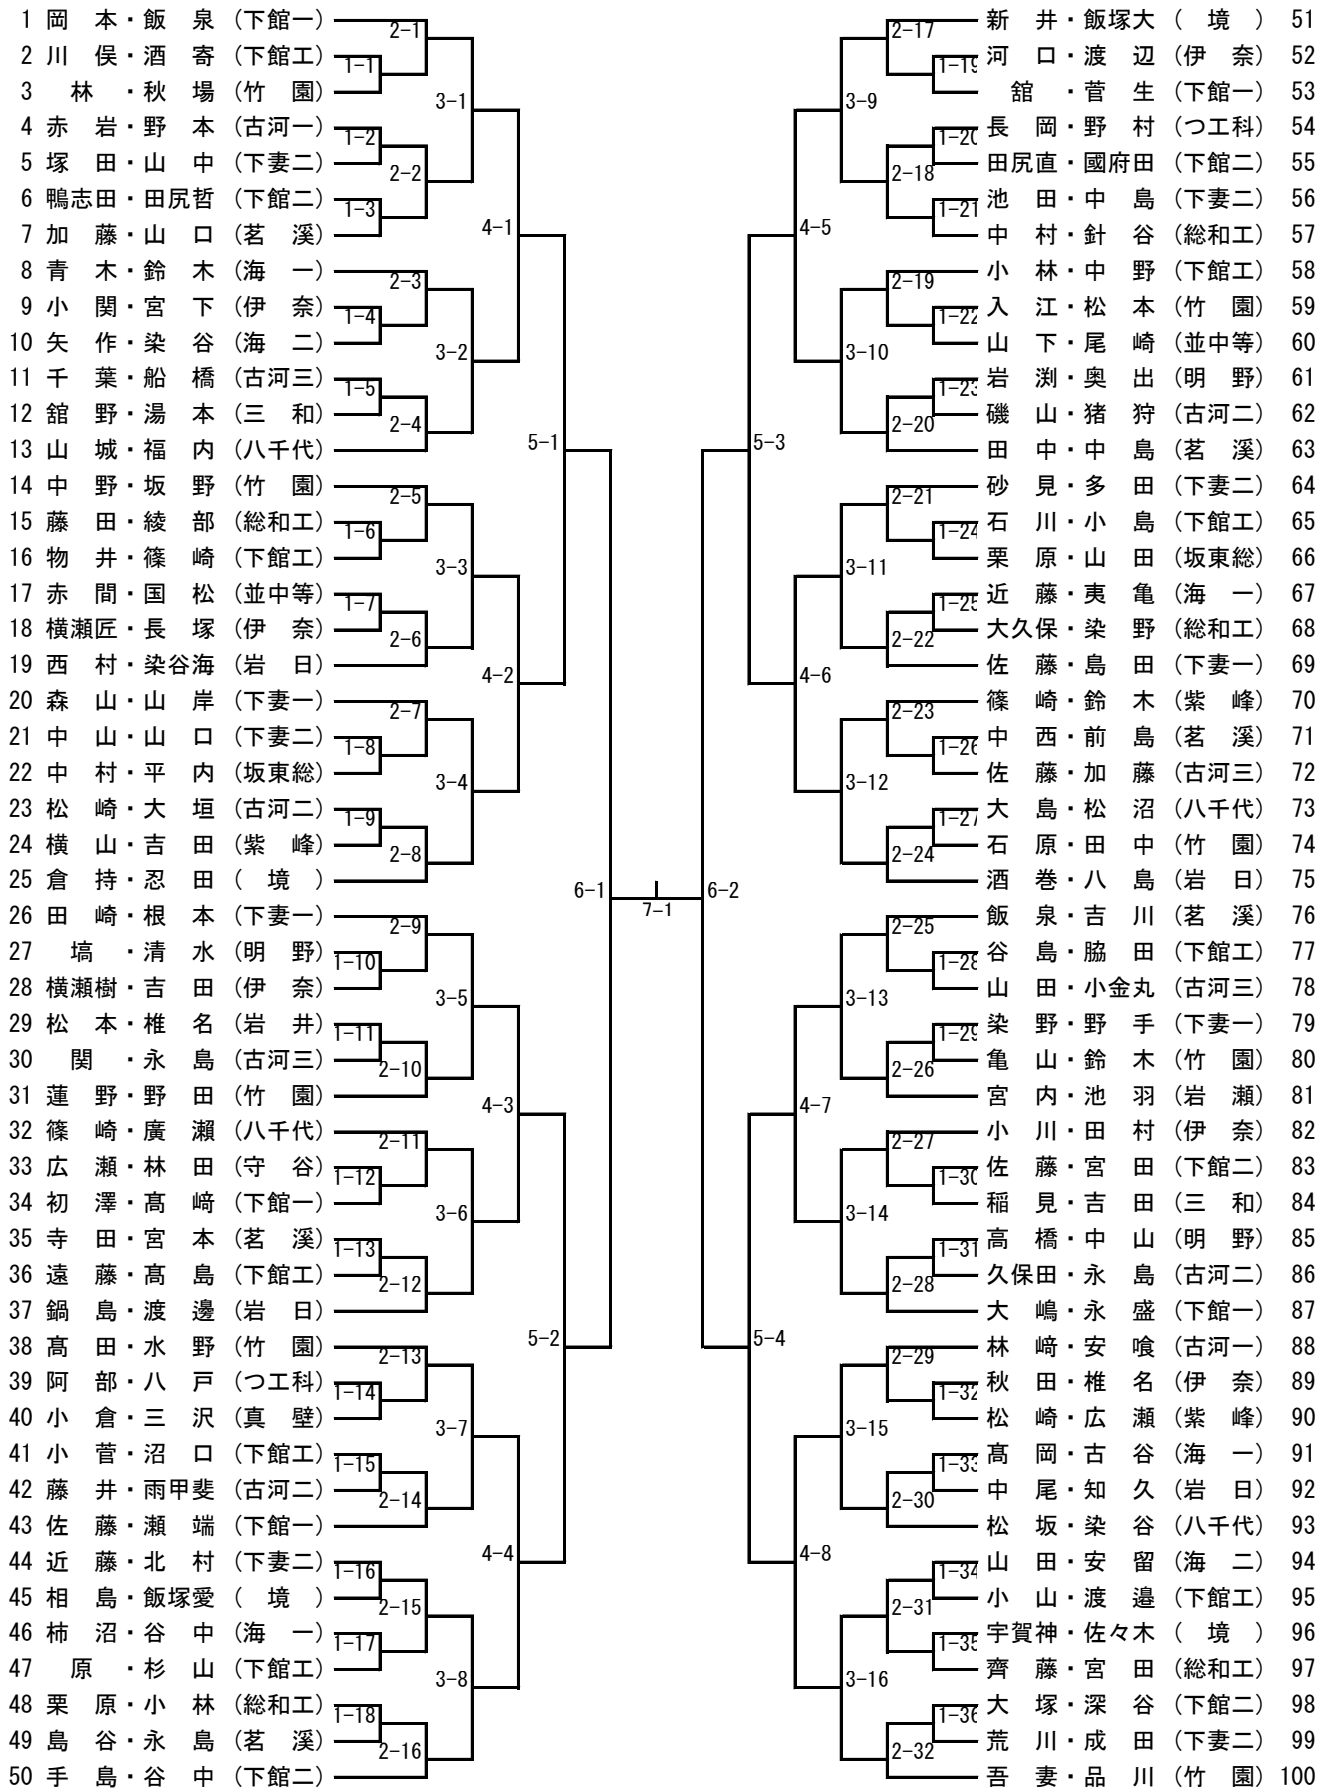 1 岡　本・飯　泉 (下館一)
2 川　俣・酒　寄 (下館工)
3 林　・秋　場 (竹　園)
4 赤　岩・野　本 (古河一)
5 塚　田・山　中 (下妻二)
6 鴨志田・田尻哲 (下館二)
7 加　藤・山　口 (茗　溪)
8 青　木・鈴　木 (海　一)
9 小　関・宮　下 (伊　奈)
10 矢　作・染　谷 (海　二)
11 千　葉・船　橋 (古河三)
12 舘　野・湯　本 (三　和)
13 山　城・福　内 (八千代)
14 中　野・坂　野 (竹　園)
15 藤　田・綾　部 (総和工)
16 物　井・篠　崎 (下館工)
17 赤　間・国　松 (並中等)
18 横瀬匠・長　塚 (伊　奈)
19 西　村・染谷海 (岩　日)
20 森　山・山　岸 (下妻一)
21 中　山・山　口 (下妻二)
22 中　村・平　内 (坂東総)
23 松　崎・大　垣 (古河二)
24 横　山・吉　田 (紫　峰)
25 倉　持・忍　田 (　境　)
26 田　崎・根　本 (下妻一)
27 塙　・清　水 (明　野)
28 横瀬樹・吉　田 (伊　奈)
29 松　本・椎　名 (岩　井)
30 関　・永　島 (古河三)
31 蓮　野・野　田 (竹　園)
32 篠　崎・廣　瀬 (八千代)
33 広　瀬・林　田 (守　谷)
34 初　澤・髙　﨑 (下館一)
35 寺　田・宮　本 (茗　溪)
36 遠　藤・髙　島 (下館工)
37 鍋　島・渡　邊 (岩　日)
38 髙　田・水　野 (竹　園)
39 阿　部・八　戸 (つ工科)
40 小　倉・三　沢 (真　壁)
41 小　菅・沼　口 (下館工)
42 藤　井・雨甲斐 (古河二)
43 佐　藤・瀬　端 (下館一)
44 近　藤・北　村 (下妻二)
45 相　島・飯塚愛 (　境　)
46 柿　沼・谷　中 (海　一)
47 原　・杉　山 (下館工)
48 栗　原・小　林 (総和工)
49 島　谷・永　島 (茗　溪)
50 手　島・谷　中 (下館二)
1-1
1-2
1-3
1-4
1-5
1-6
1-7
1-8
1-9
1-10
1-11
1-12
1-13
1-14
1-15
1-16
1-17
1-18
2-1
2-2
2-3
2-4
2-5
2-6
2-7
2-8
2-9
2-10
2-11
2-12
2-13
2-14
2-15
2-16
3-1
3-2
3-3
3-4
3-5
3-6
3-7
3-8
4-1
4-2
4-3
4-4
5-1
5-2
6-1
7-1
6-2
5-3
5-4
4-5
4-6
4-7
4-8
3-9
3-10
3-11
3-12
3-13
3-14
3-15
3-16
2-17
2-18
2-19
2-20
2-21
2-22
2-23
2-24
2-25
2-26
2-27
2-28
2-29
2-30
2-31
2-32
1-19
1-20
1-21
1-22
1-23
1-24
1-25
1-26
1-27
1-28
1-29
1-30
1-31
1-32
1-33
1-34
1-35
1-36
新　井・飯塚大 (　境　) 51
河　口・渡　辺 (伊　奈) 52
舘　・菅　生 (下館一) 53
長　岡・野　村 (つ工科) 54
田尻直・國府田 (下館二) 55
池　田・中　島 (下妻二) 56
中　村・針　谷 (総和工) 57
小　林・中　野 (下館工) 58
入　江・松　本 (竹　園) 59
山　下・尾　崎 (並中等) 60
岩　渕・奥　出 (明　野) 61
磯　山・猪　狩 (古河二) 62
田　中・中　島 (茗　溪) 63
砂　見・多　田 (下妻二) 64
石　川・小　島 (下館工) 65
栗　原・山　田 (坂東総) 66
近　藤・夷　亀 (海　一) 67
大久保・染　野 (総和工) 68
佐　藤・島　田 (下妻一) 69
篠　崎・鈴　木 (紫　峰) 70
中　西・前　島 (茗　溪) 71
佐　藤・加　藤 (古河三) 72
大　島・松　沼 (八千代) 73
石　原・田　中 (竹　園) 74
酒　巻・八　島 (岩　日) 75
飯　泉・吉　川 (茗　溪) 76
谷　島・脇　田 (下館工) 77
山　田・小金丸 (古河三) 78
染　野・野　手 (下妻一) 79
亀　山・鈴　木 (竹　園) 80
宮　内・池　羽 (岩　瀬) 81
小　川・田　村 (伊　奈) 82
佐　藤・宮　田 (下館二) 83
稲　見・吉　田 (三　和) 84
高　橋・中　山 (明　野) 85
久保田・永　島 (古河二) 86
大　嶋・永　盛 (下館一) 87
林　﨑・安　喰 (古河一) 88
秋　田・椎　名 (伊　奈) 89
松　崎・広　瀬 (紫　峰) 90
髙　岡・古　谷 (海　一) 91
中　尾・知　久 (岩　日) 92
松　坂・染　谷 (八千代) 93
山　田・安　留 (海　二) 94
小　山・渡　邉 (下館工) 95
宇賀神・佐々木 (　境　) 96
齊　藤・宮　田 (総和工) 97
大　塚・深　谷 (下館二) 98
荒　川・成　田 (下妻二) 99
吾　妻・品　川 (竹　園) 100